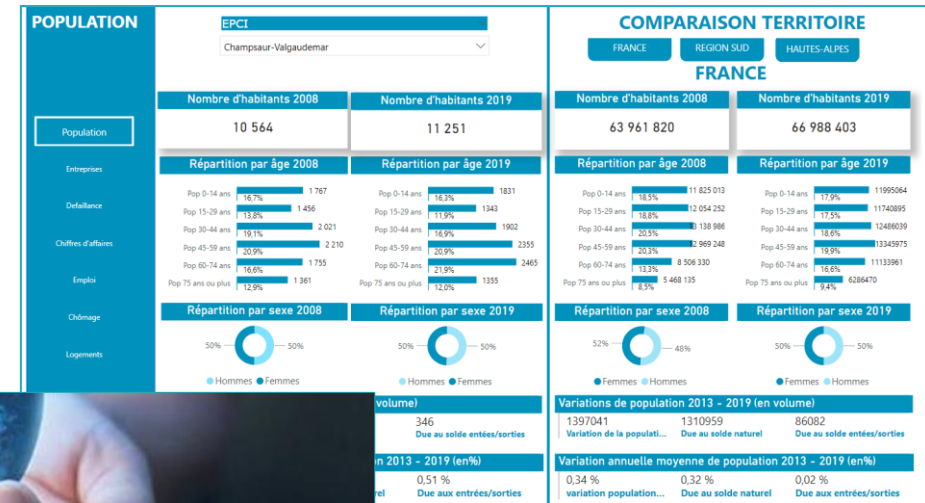 POPULATION
Population
Entreprises
Defaillance
Chiffres d'affaires
Emploi
Chômage
Logements
EPCI
Champsaur-Valgaudemar
Nombre d'habitants 2008
10 564
Nombre d'habitants 2019
11 251
Répartition par âge 2008
Pop 0-14 ans 16,7% 1 767
Pop 15-29 ans 13,8% 1 456
Pop 30-44 ans 19,1% 2 021
Pop 45-59 ans 20,9% 2 210
Pop 60-74 ans 16,6% 1 755
Pop 75 ans ou plus 12,9% 1 361
Répartition par âge 2019
Pop 0-14 ans 16,3% 1831
Pop 15-29 ans 11,9% 1343
Pop 30-44 ans 16,9% 1902
Pop 45-59 ans 20,9% 2355
Pop 60-74 ans 21,9% 2465
Pop 75 ans ou plus 12,0% 1355
Répartition par sexe 2008
50% 50%
Hommes Femmes
Répartition par sexe 2019
50% 50%
Hommes Femmes
volume)
346
Due au solde entées/sorties
on 2013 - 2019 (en%)
0,51 %
rel Due aux entrées/sorties
COMPARAISON TERRITOIRE
FRANCE REGION SUD HAUTES-ALPES
FRANCE
Nombre d'habitants 2008
63 961 820
Nombre d'habitants 2019
66 988 403
Répartition par âge 2008
Pop 0-14 ans 18,5% 11 825 013
Pop 15-29 ans 18,8% 12 054 252
Pop 30-44 ans 20,5% 13 138 986
Pop 45-59 ans 20,3% 12 969 248
Pop 60-74 ans 13,3% 8 506 330
Pop 75 ans ou plus 8,5% 5 468 135
Répartition par âge 2019
Pop 0-14 ans 17,9% 11995064
Pop 15-29 ans 17,5% 11740895
Pop 30-44 ans 18,6% 12486039
Pop 45-59 ans 19,9% 13345975
Pop 60-74 ans 16,6% 11133961
Pop 75 ans ou plus 9,4% 6286470
Répartition par sexe 2008
52% 48%
Femmes Hommes
Répartition par sexe 2019
50% 50%
Femmes Hommes
Variations de population 2013 - 2019 (en volume)
1397041 1310959 86082
Variation de la populati... Due au solde naturel Due au solde entées/sorties
Variation annuelle moyenne de population 2013 - 2019 (en%)
0,34 % 0,32 % 0,02 %
variation population... Due au solde naturel Due aux entrées/sorties